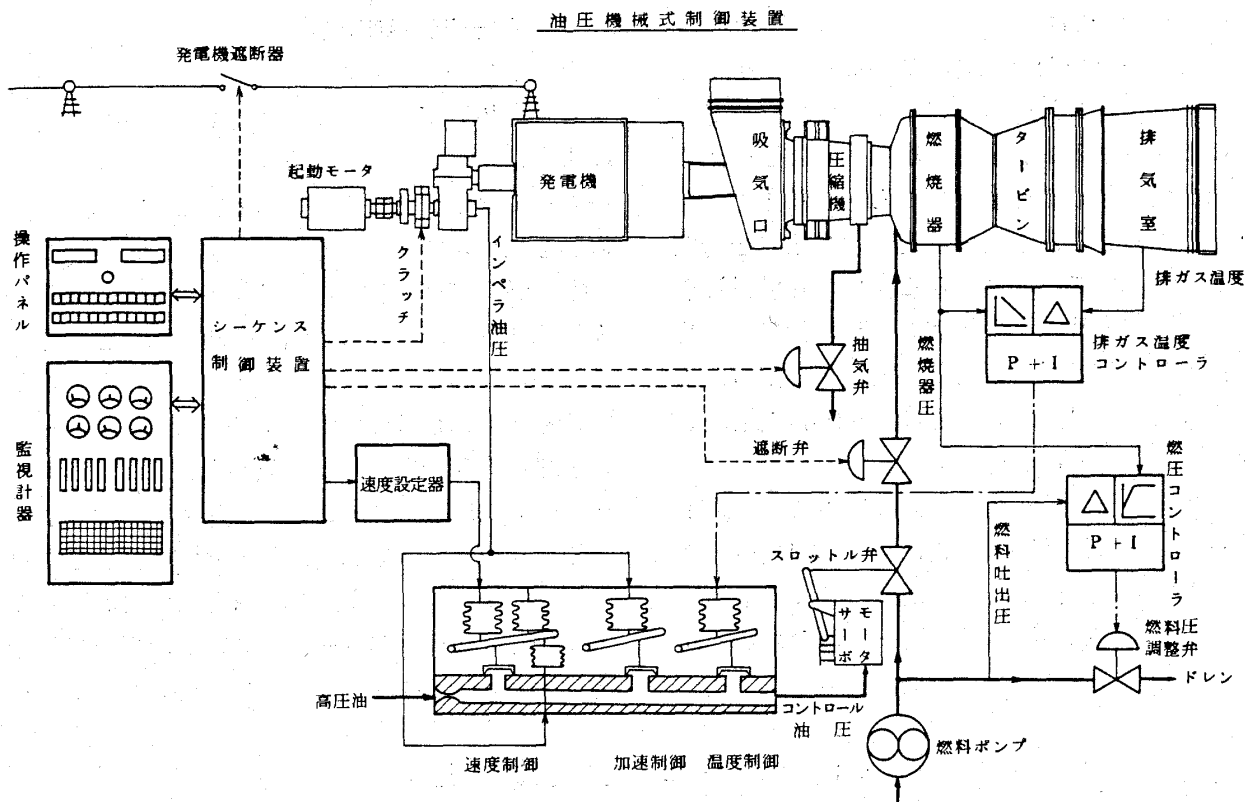 油圧機械式制御装置
発電機遮断器
起動モータ
発電機
吸気口
圧縮機
燃焼器
タービン
排気室
操作パネル
シーケンス
制御装置
クラッチ
インペラ油圧
抽気弁
燃焼器圧
排ガス温度
排ガス温度
コントローラ
P+I
監視計器
速度設定器
遮断弁
燃圧コントローラ
P+I
スロットル弁
サーボ
モータ
燃料吐出圧
燃料圧
調整弁
ドレン
高圧油
コントロール
油圧
燃料ポンプ
速度制御
加速制御
温度制御